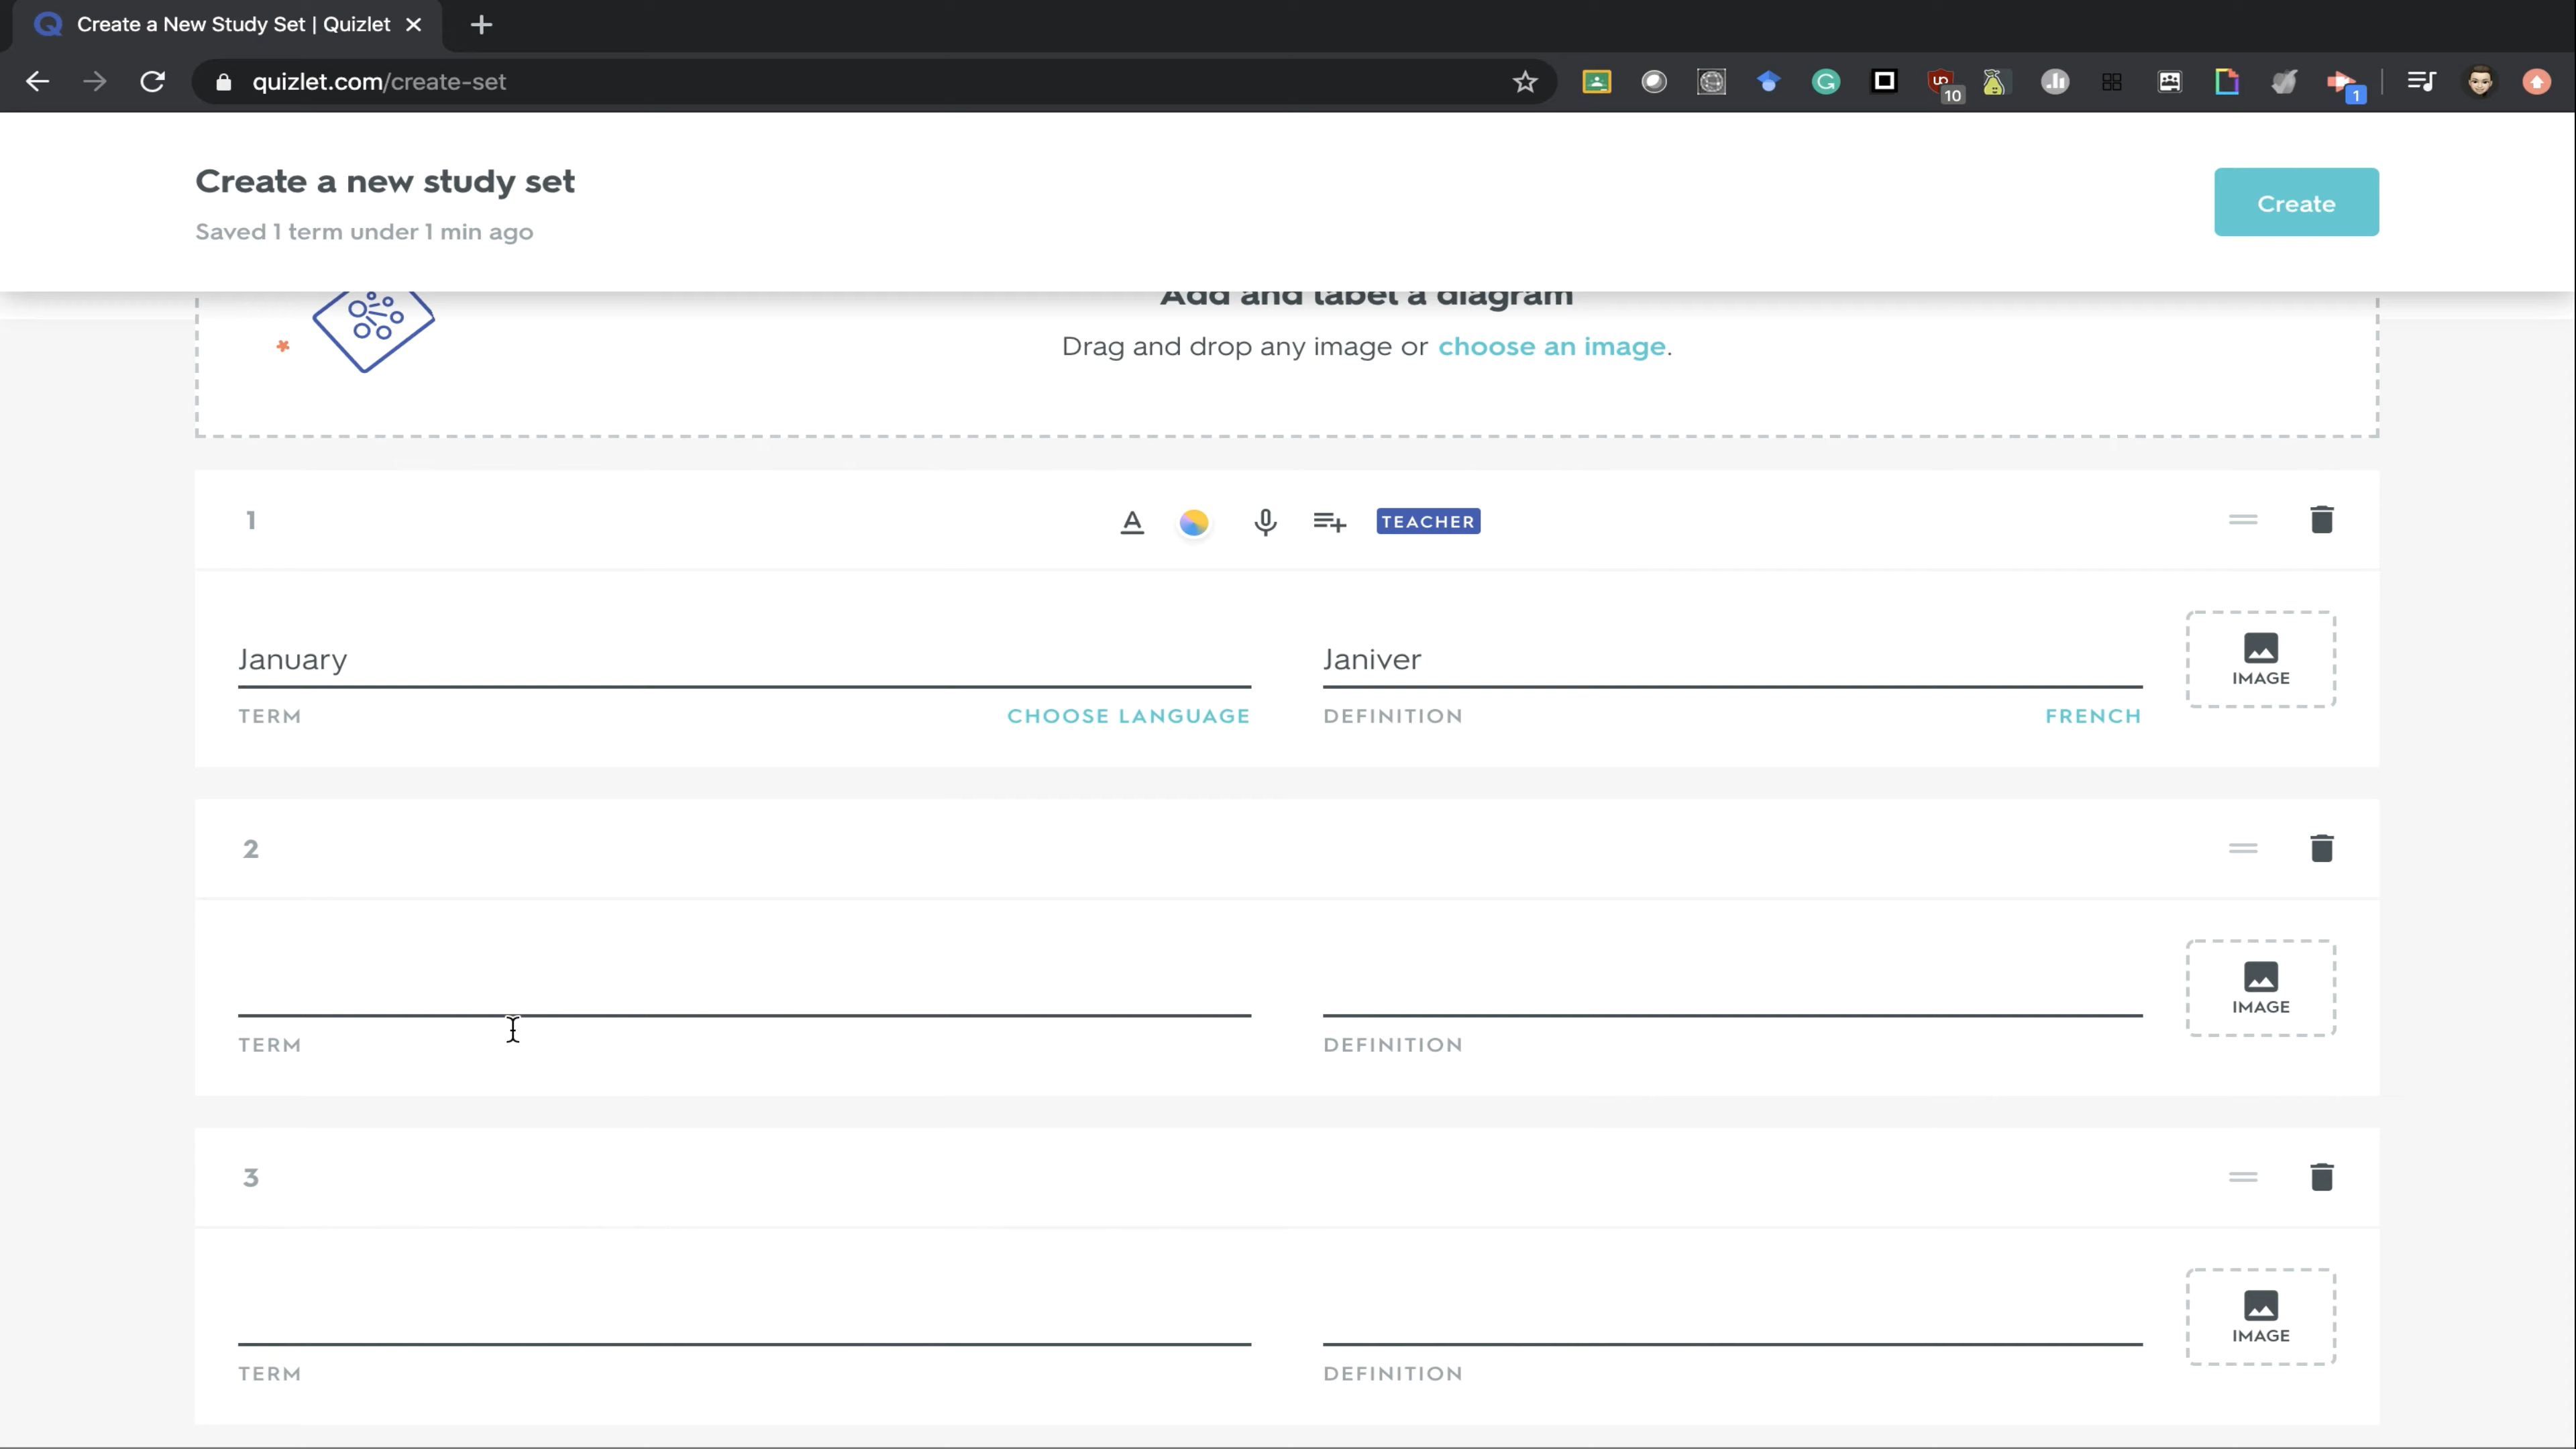 Create a New Study Set | Quizlet
quizlet.com/create-set
10
1
Create a new study set
Saved 1 term under 1 min ago
Create
Add and label a diagram
Drag and drop any image or choose an image.
1
TEACHER
January
Janiver
IMAGE
TERM
CHOOSE LANGUAGE
DEFINITION
FRENCH
2
IMAGE
TERM
DEFINITION
3
IMAGE
TERM
DEFINITION